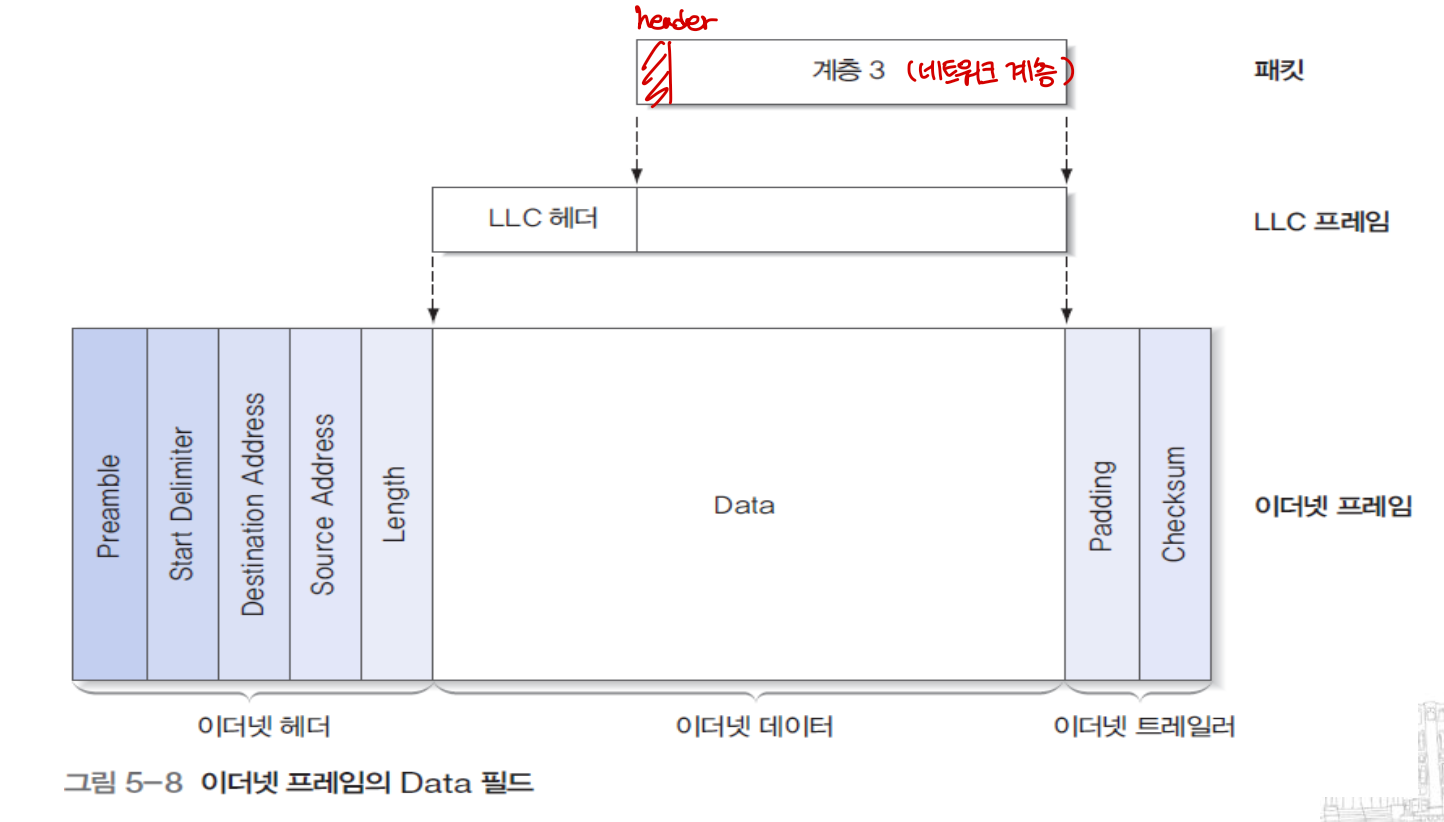 header
계층 3 (네트워크 계층)
패킷
LLC 헤더
LLC 프레임
Preamble
Start Delimiter
Destination Address
Source Address
Length
Data
Padding
Checksum
이더넷 프레임
이더넷 헤더
이더넷 데이터
이더넷 트레일러
그림 5-8 이더넷 프레임의 Data 필드